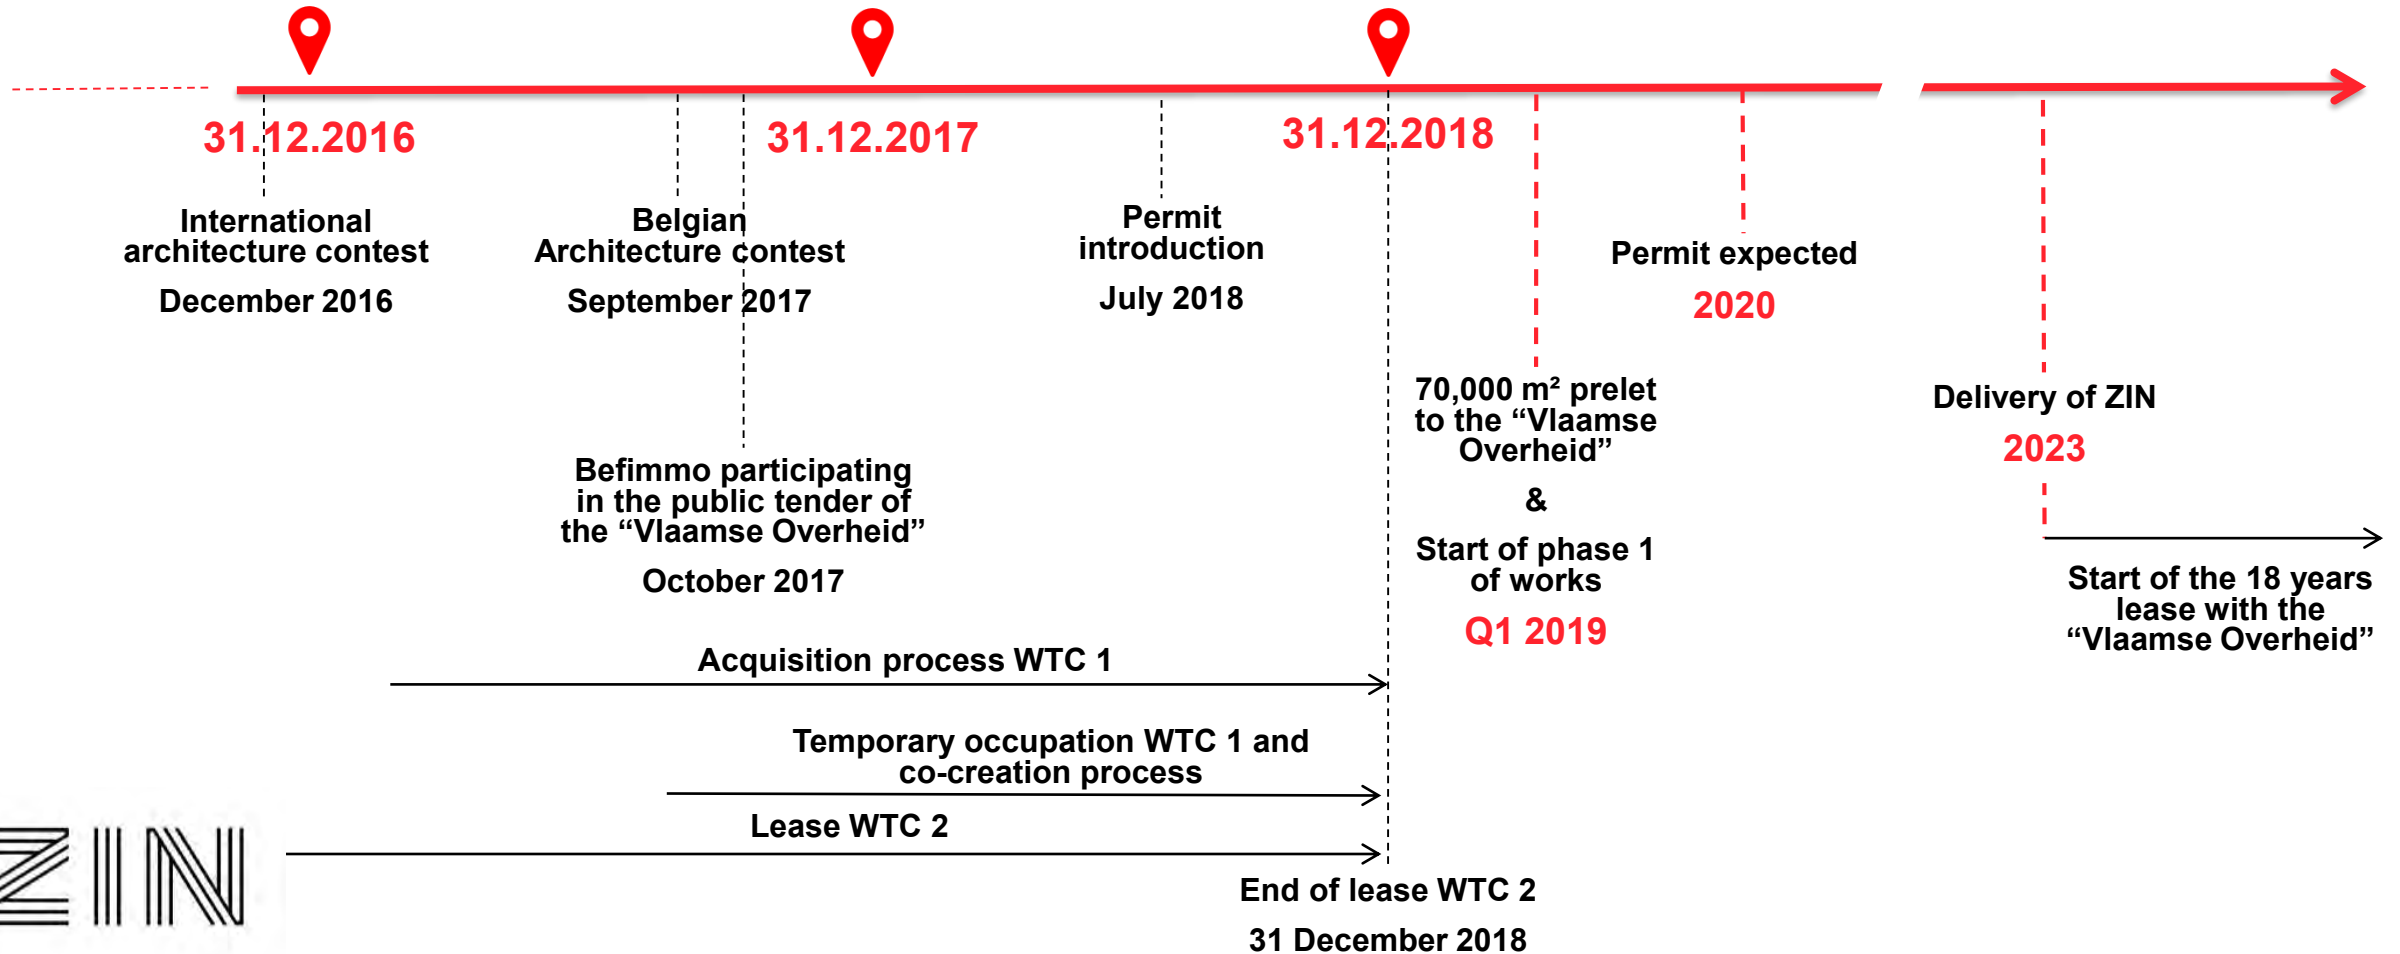 31.12.2016
31.12.2017
31.12.2018
International
architecture contest
December 2016
Belgian
Architecture contest
September 2017
Permit
introduction
July 2018
Permit expected
2020
Befimmo participating
in the public tender of
the “Vlaamse Overheid”
October 2017
70,000 m² prelet
to the “Vlaamse
Overheid”
&
Start of phase 1
of works
Q1 2019
Delivery of ZIN
2023
Start of the 18 years
lease with the
“Vlaamse Overheid”
Acquisition process WTC 1
Temporary occupation WTC 1 and
co-creation process
Lease WTC 2
End of lease WTC 2
31 December 2018
ZIN